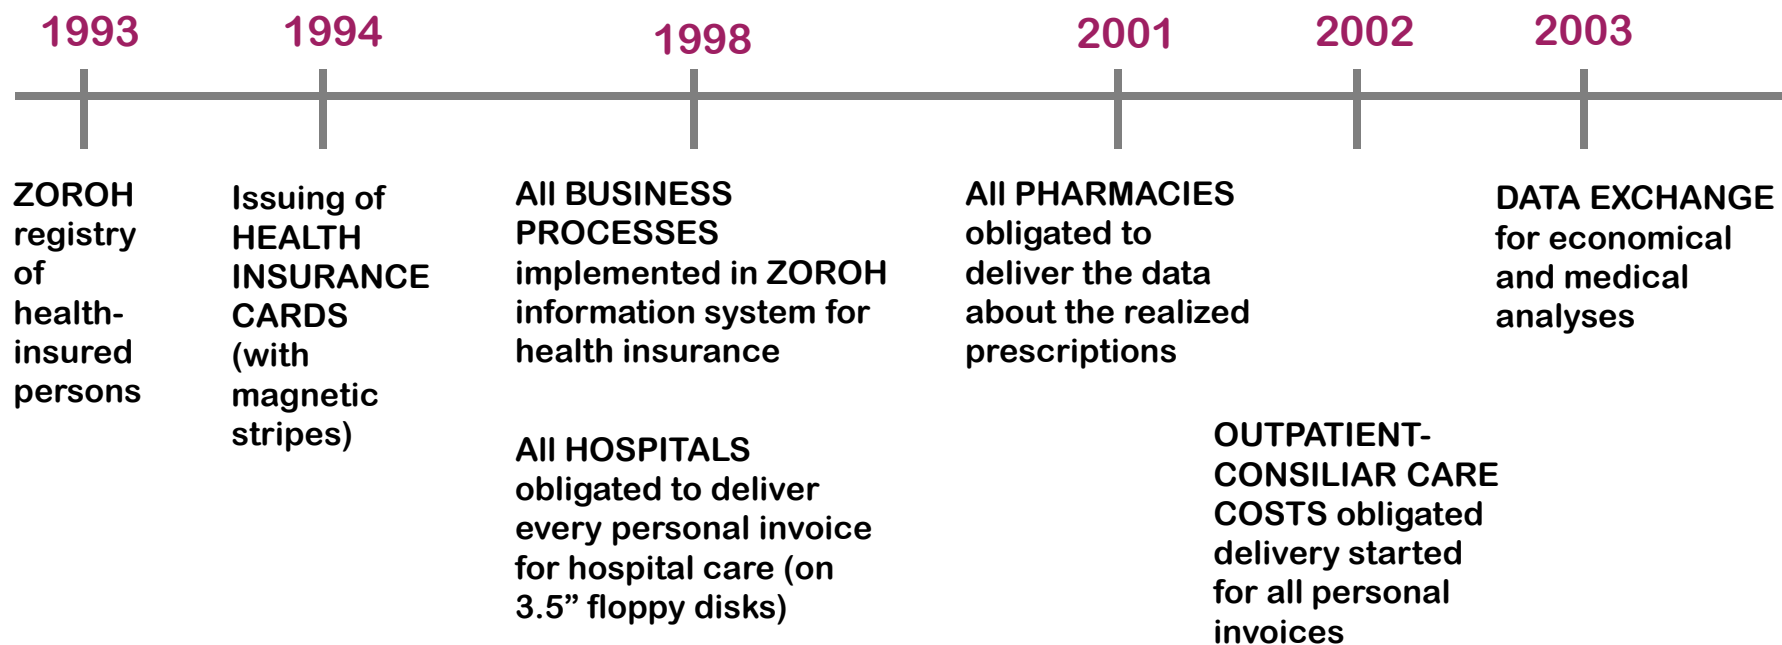 1993
1994
1998
2001
2002
2003
ZOROH
registry
of
health-
insured
persons
Issuing of
HEALTH
INSURANCE
CARDS
(with
magnetic
stripes)
All BUSINESS
PROCESSES
implemented in ZOROH
information system for
health insurance
All HOSPITALS
obligated to deliver
every personal invoice
for hospital care (on
3.5” floppy disks)
All PHARMACIES
obligated to
deliver the data
about the realized
prescriptions
OUTPATIENT-
CONSILIAR CARE
COSTS obligated
delivery started
for all personal
invoices
DATA EXCHANGE
for economical
and medical
analyses